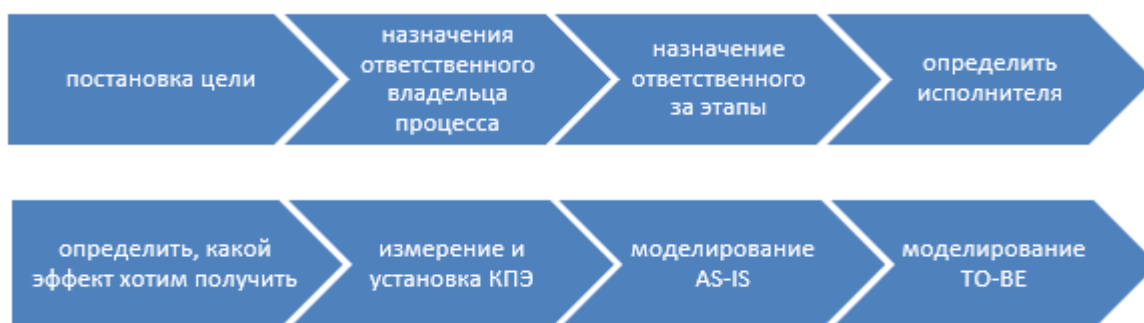 постановка цели
назначения
ответственного
владельца
процесса
назначение
ответственного
за этапы
определить
исполнителя
определить, какой
эффект хотим получить
измерение и
установка КПЭ
моделирование
AS-IS
моделирование
TO-BE